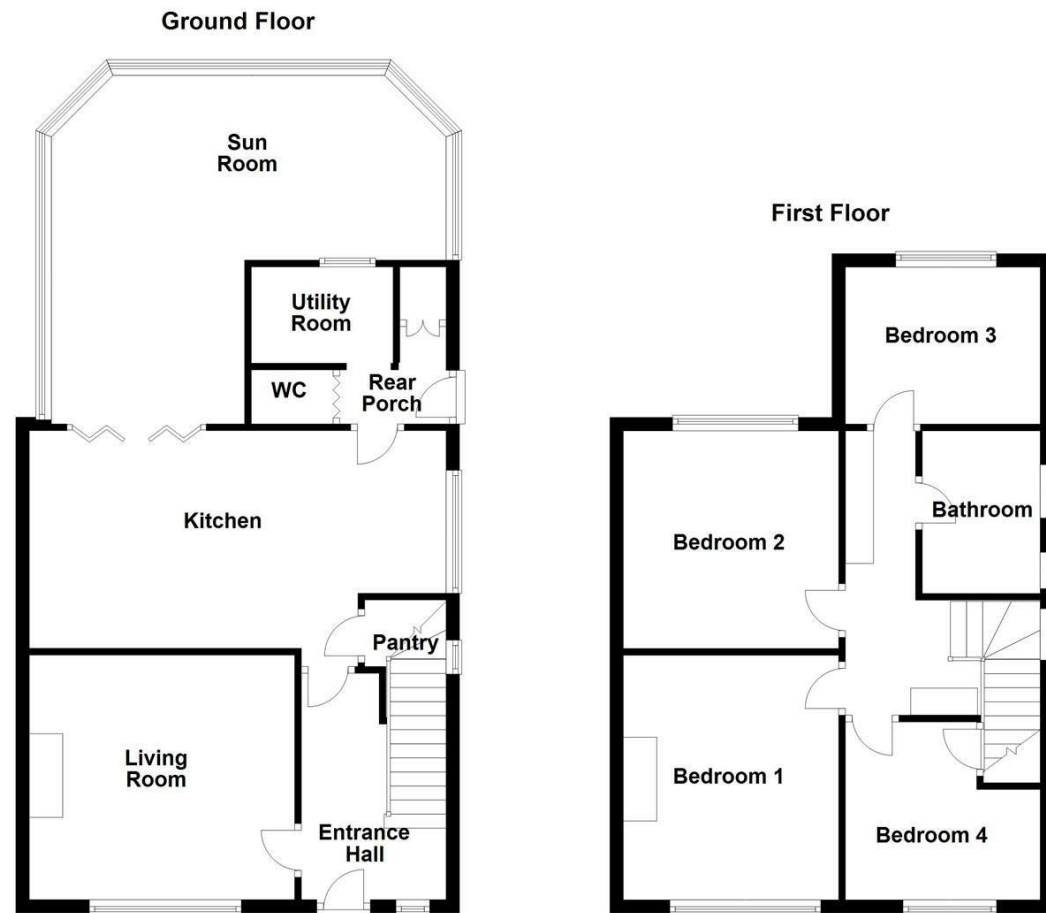 Ground Floor
Sun
Room
Utility
Room
WC
Rear
Porch
Kitchen
Pantry
Living
Room
Entrance
Hall
First Floor
Bedroom 3
Bathroom
Bedroom 2
Bedroom 1
Bedroom 4